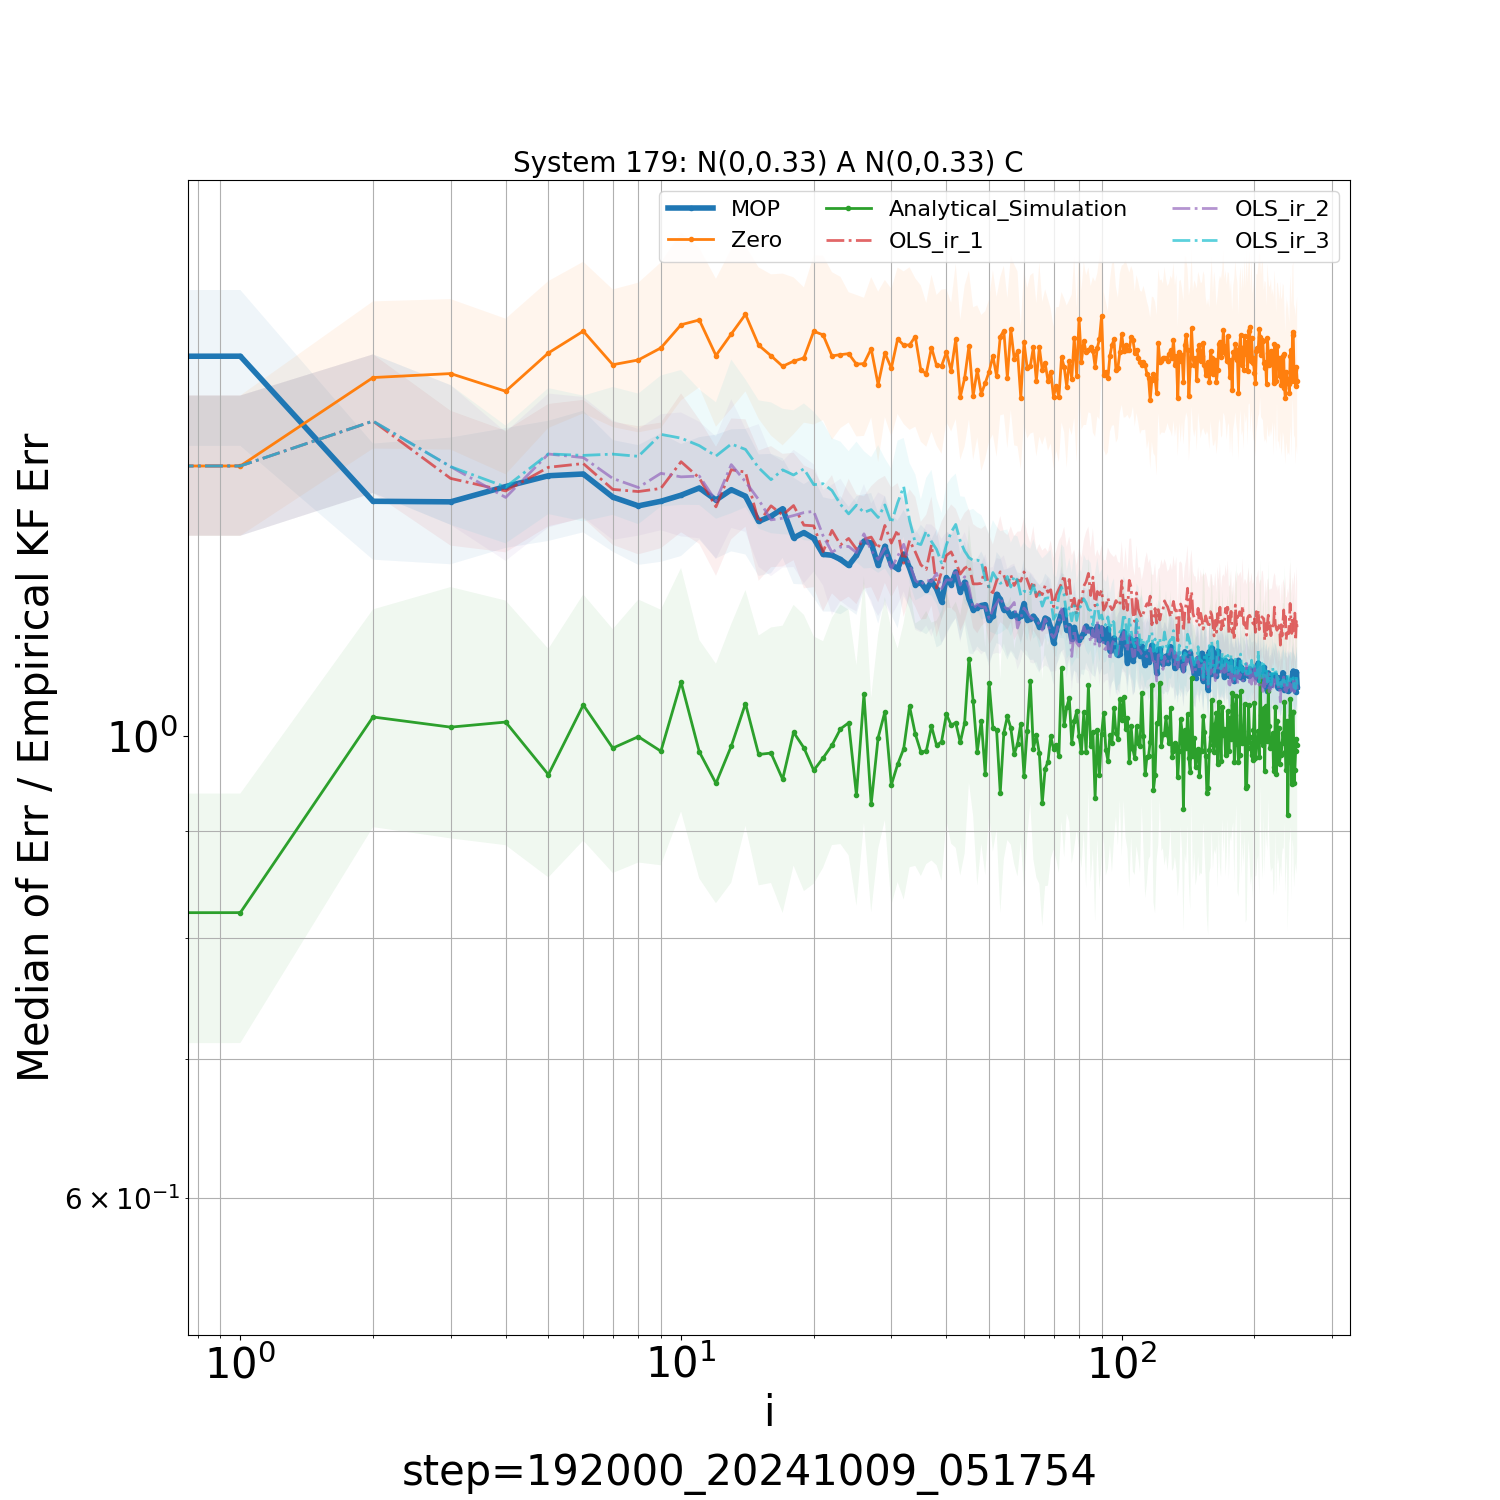 System 179: N(0,0.33) A N(0,0.33) C
MOP
Zero
Analytical_Simulation
OLS_ir_1
OLS_ir_2
OLS_ir_3
Median of Err / Empirical KF Err
10⁰
6 × 10⁻¹
10⁰ 10¹ 10²
i
step=192000_20241009_051754